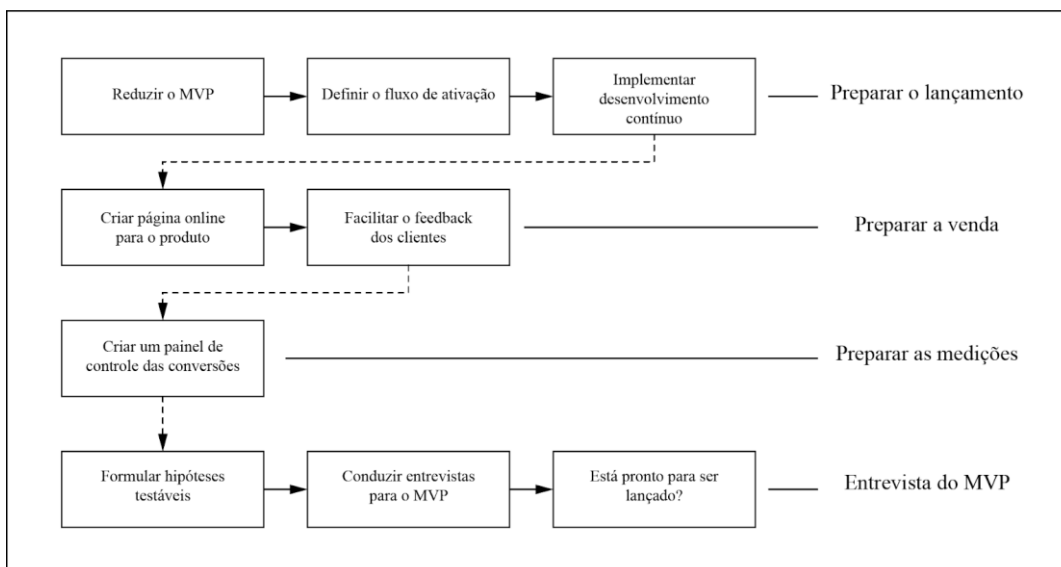 Reduzir o MVP
Definir o fluxo de ativação
Implementar
desenvolvimento
contínuo
Preparar o lançamento
Criar página online
para o produto
Facilitar o feedback
dos clientes
Preparar a venda
Criar um painel de
controle das conversões
Preparar as medições
Formular hipóteses
testáveis
Conduzir entrevistas
para o MVP
Está pronto para ser
lançado?
Entrevista do MVP